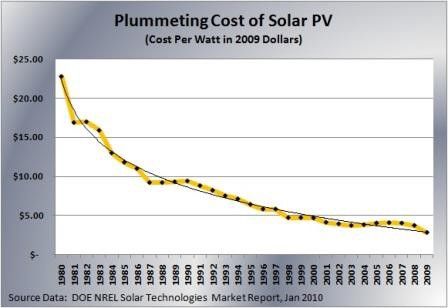 Plummeting Cost of Solar PV
(Cost Per Watt in 2009 Dollars)
$25.00
$20.00
$15.00
$10.00
$5.00
$-
1980 1981 1982 1983 1984 1985 1986 1987 1988 1989 1990 1991 1992 1993 1994 1995 1996 1997 1998 1999 2000 2001 2002 2003 2004 2005 2006 2007 2008 2009
Source Data: DOE NREL Solar Technologies Market Report, Jan 2010